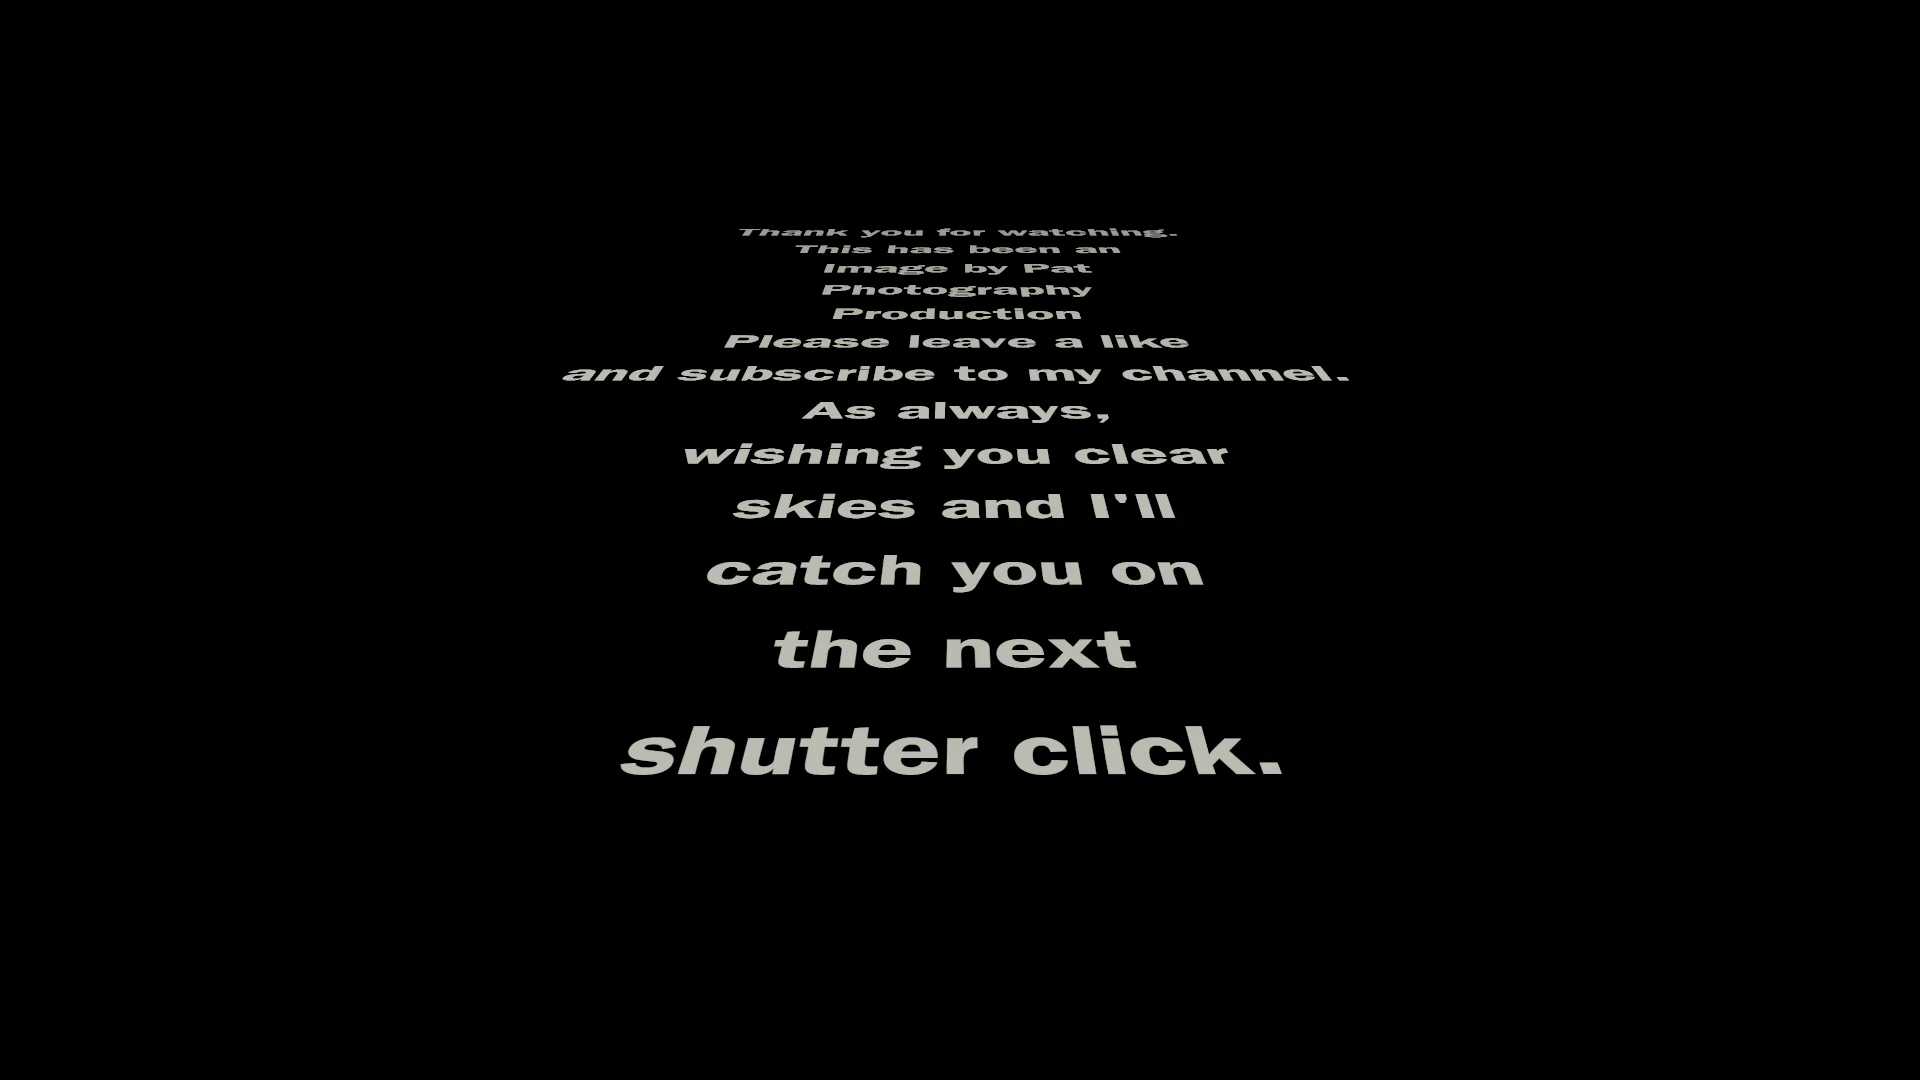 Thank you for watching.
This has been an
Image by Pat
Photography
Production
Please leave a like
and subscribe to my channel.
As always,
wishing you clear
skies and I'll
catch you on
the next
shutter click.